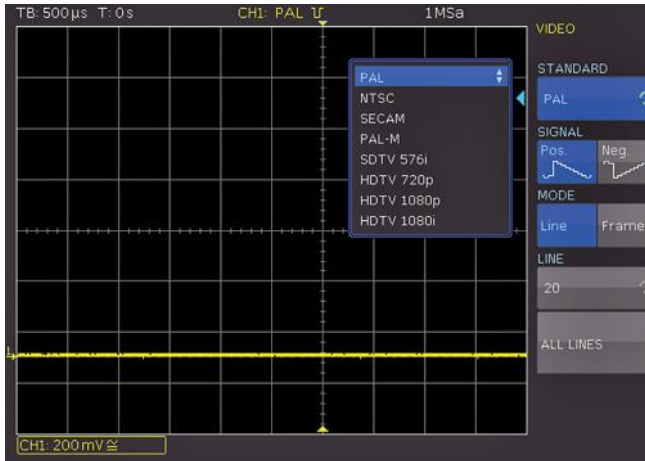 TB: 500µs T: 0s CH1: PAL 1MSa
VIDEO
STANDARD
PAL
SIGNAL
Pos. Neg.
MODE
Line Frame
LINE
20
ALL LINES
PAL
NTSC
SECAM
PAL-M
SDTV 576i
HDTV 720p
HDTV 1080p
HDTV 1080i
1
CH1: 200mV≅